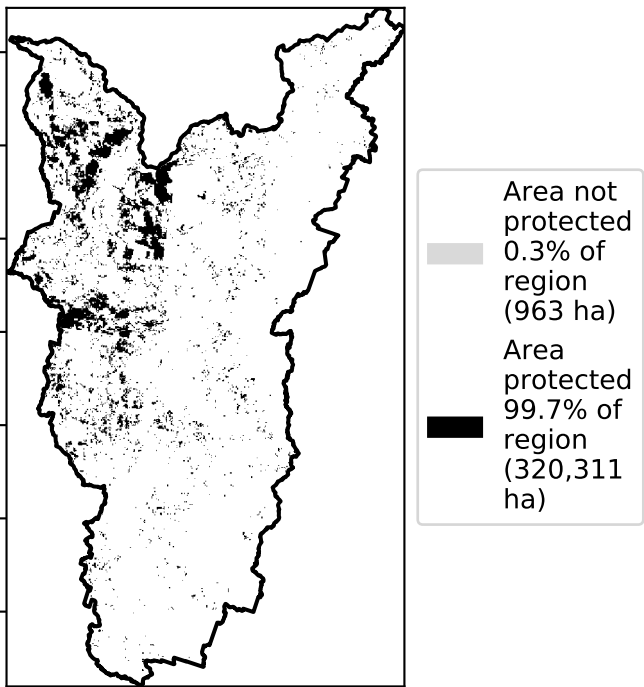 Area not
protected
0.3% of
region
(963 ha)
Area
protected
99.7% of
region
(320,311
ha)